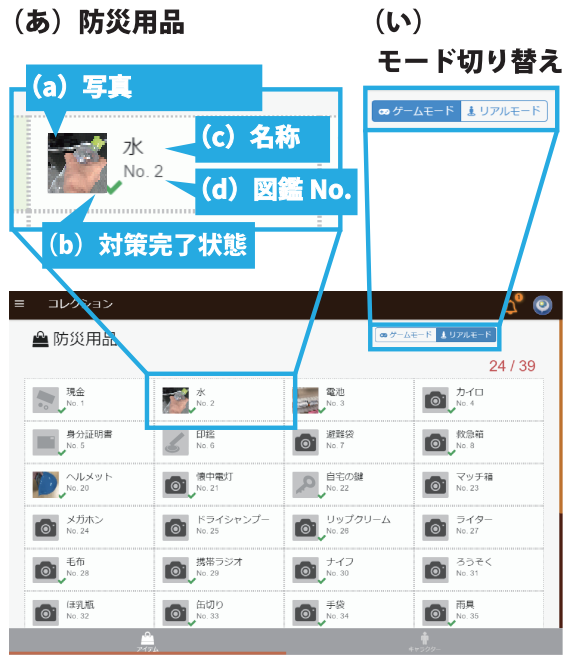 （あ）防災用品
（い）
モード切り替え
（a）写真
ゲームモード リアルモード
（c）名称
水
No. 2
（d）図鑑 No.
（b）対策完了状態
コレクション
1
防災用品
ゲームモード リアルモード
24 / 39
現金 水 電池 カイロ
No. 1 No. 2 No. 3 No. 4
身分証明書 印鑑 避難袋 救急箱
No. 5 No. 6 No. 7 No. 8
ヘルメット 懐中電灯 自宅の鍵 マッチ箱
No. 20 No. 21 No. 22 No. 23
メガホン ドライシャンプー リップクリーム ライター
No. 24 No. 25 No. 26 No. 27
毛布 携帯ラジオ ナイフ ろうそく
No. 28 No. 29 No. 30 No. 31
ほ乳瓶 缶切り 手袋 雨具
No. 32 No. 33 No. 34 No. 35
アイテム キャラクター